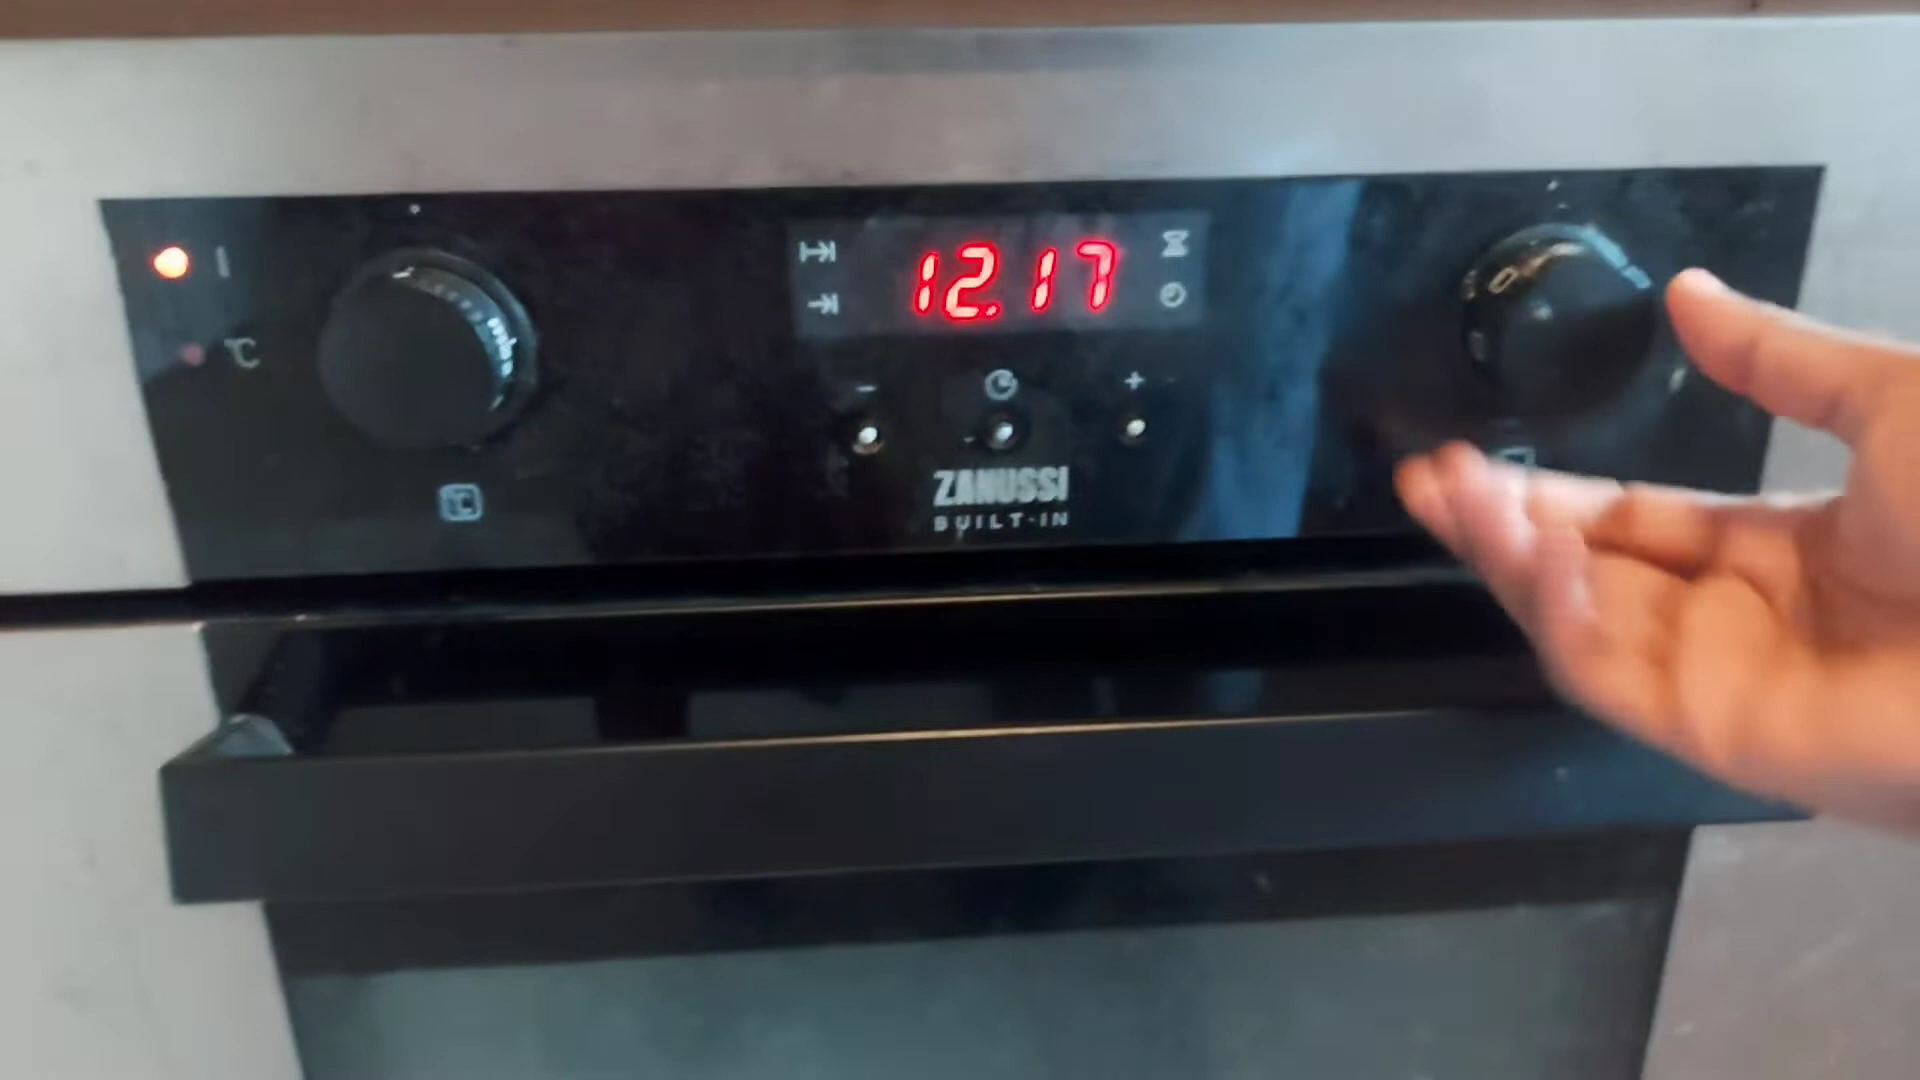 12.17
°C
- +
ZANUSSI
BUILT-IN
°C